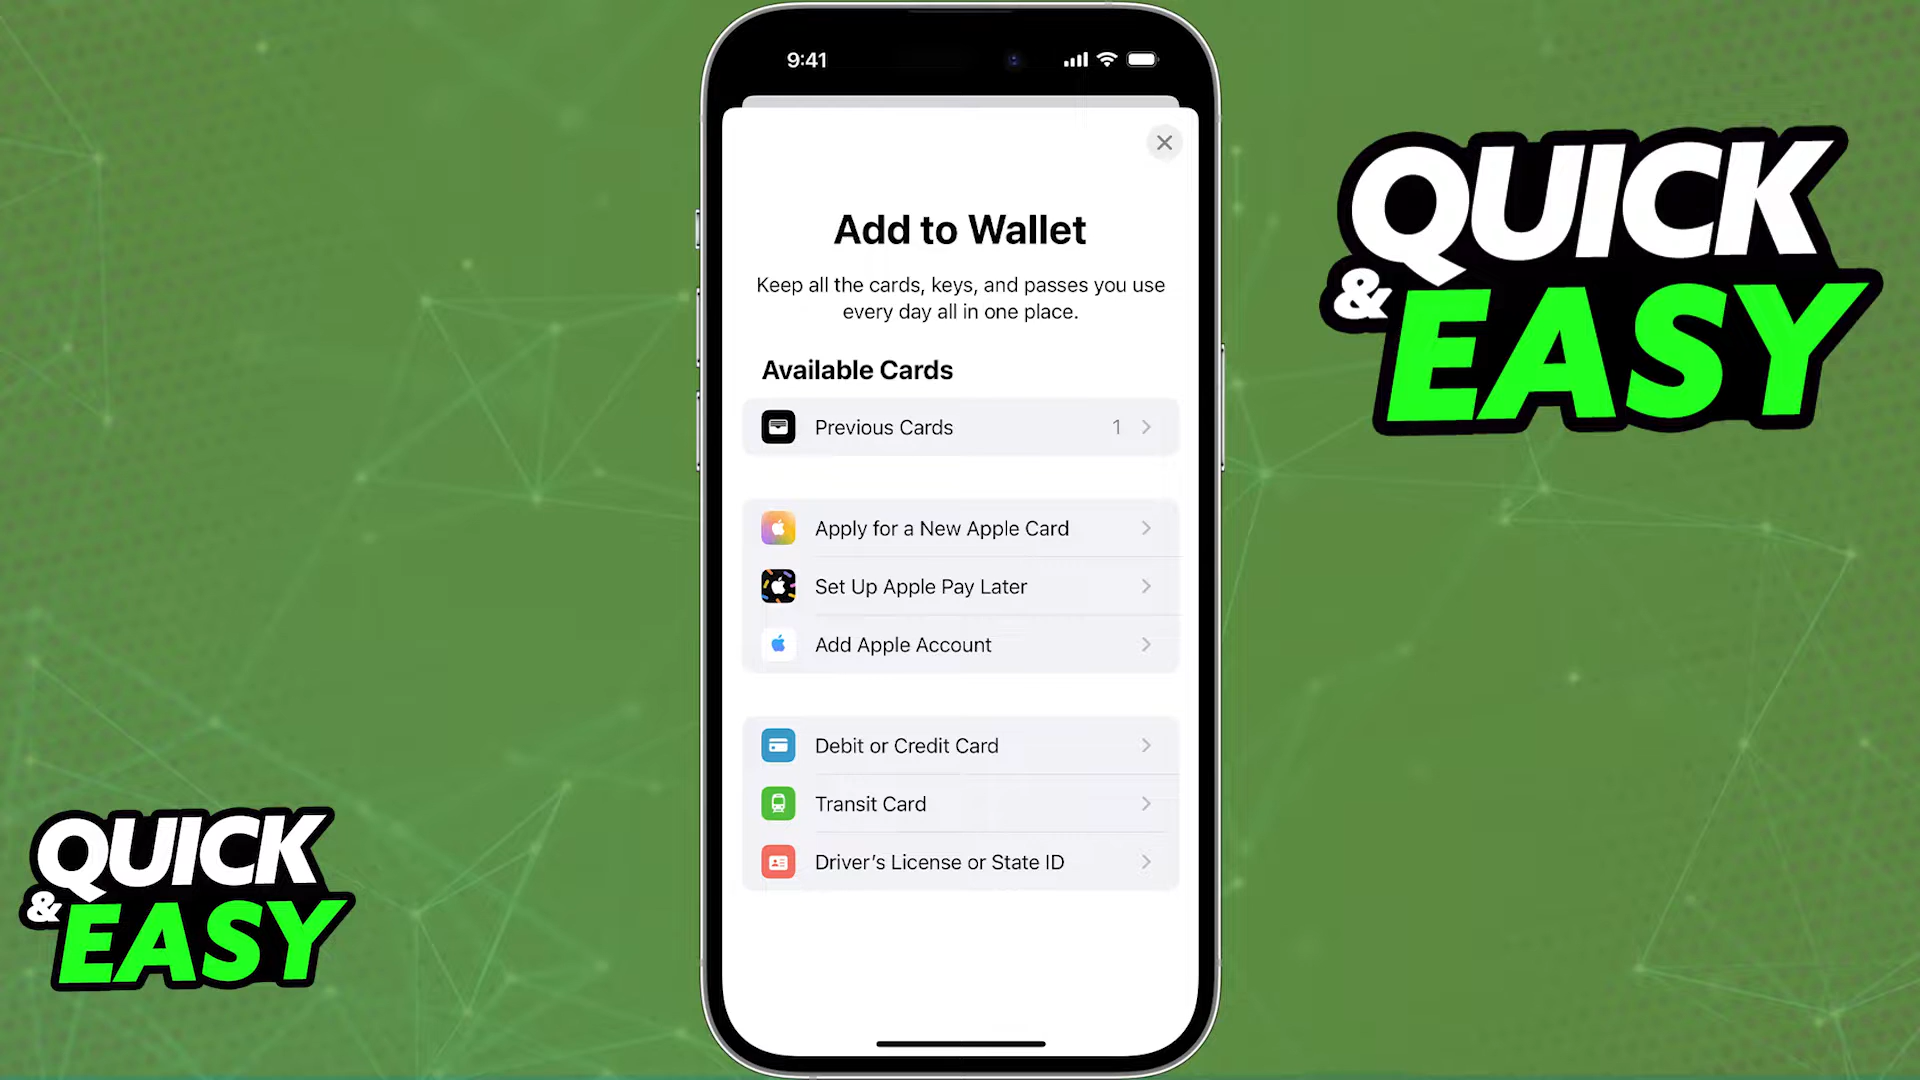 9:41
Add to Wallet
Keep all the cards, keys, and passes you use
every day all in one place.
Available Cards
Previous Cards 1
Apply for a New Apple Card
Set Up Apple Pay Later
Add Apple Account
Debit or Credit Card
Transit Card
Driver’s License or State ID
QUICK
& EASY
QUICK
& EASY